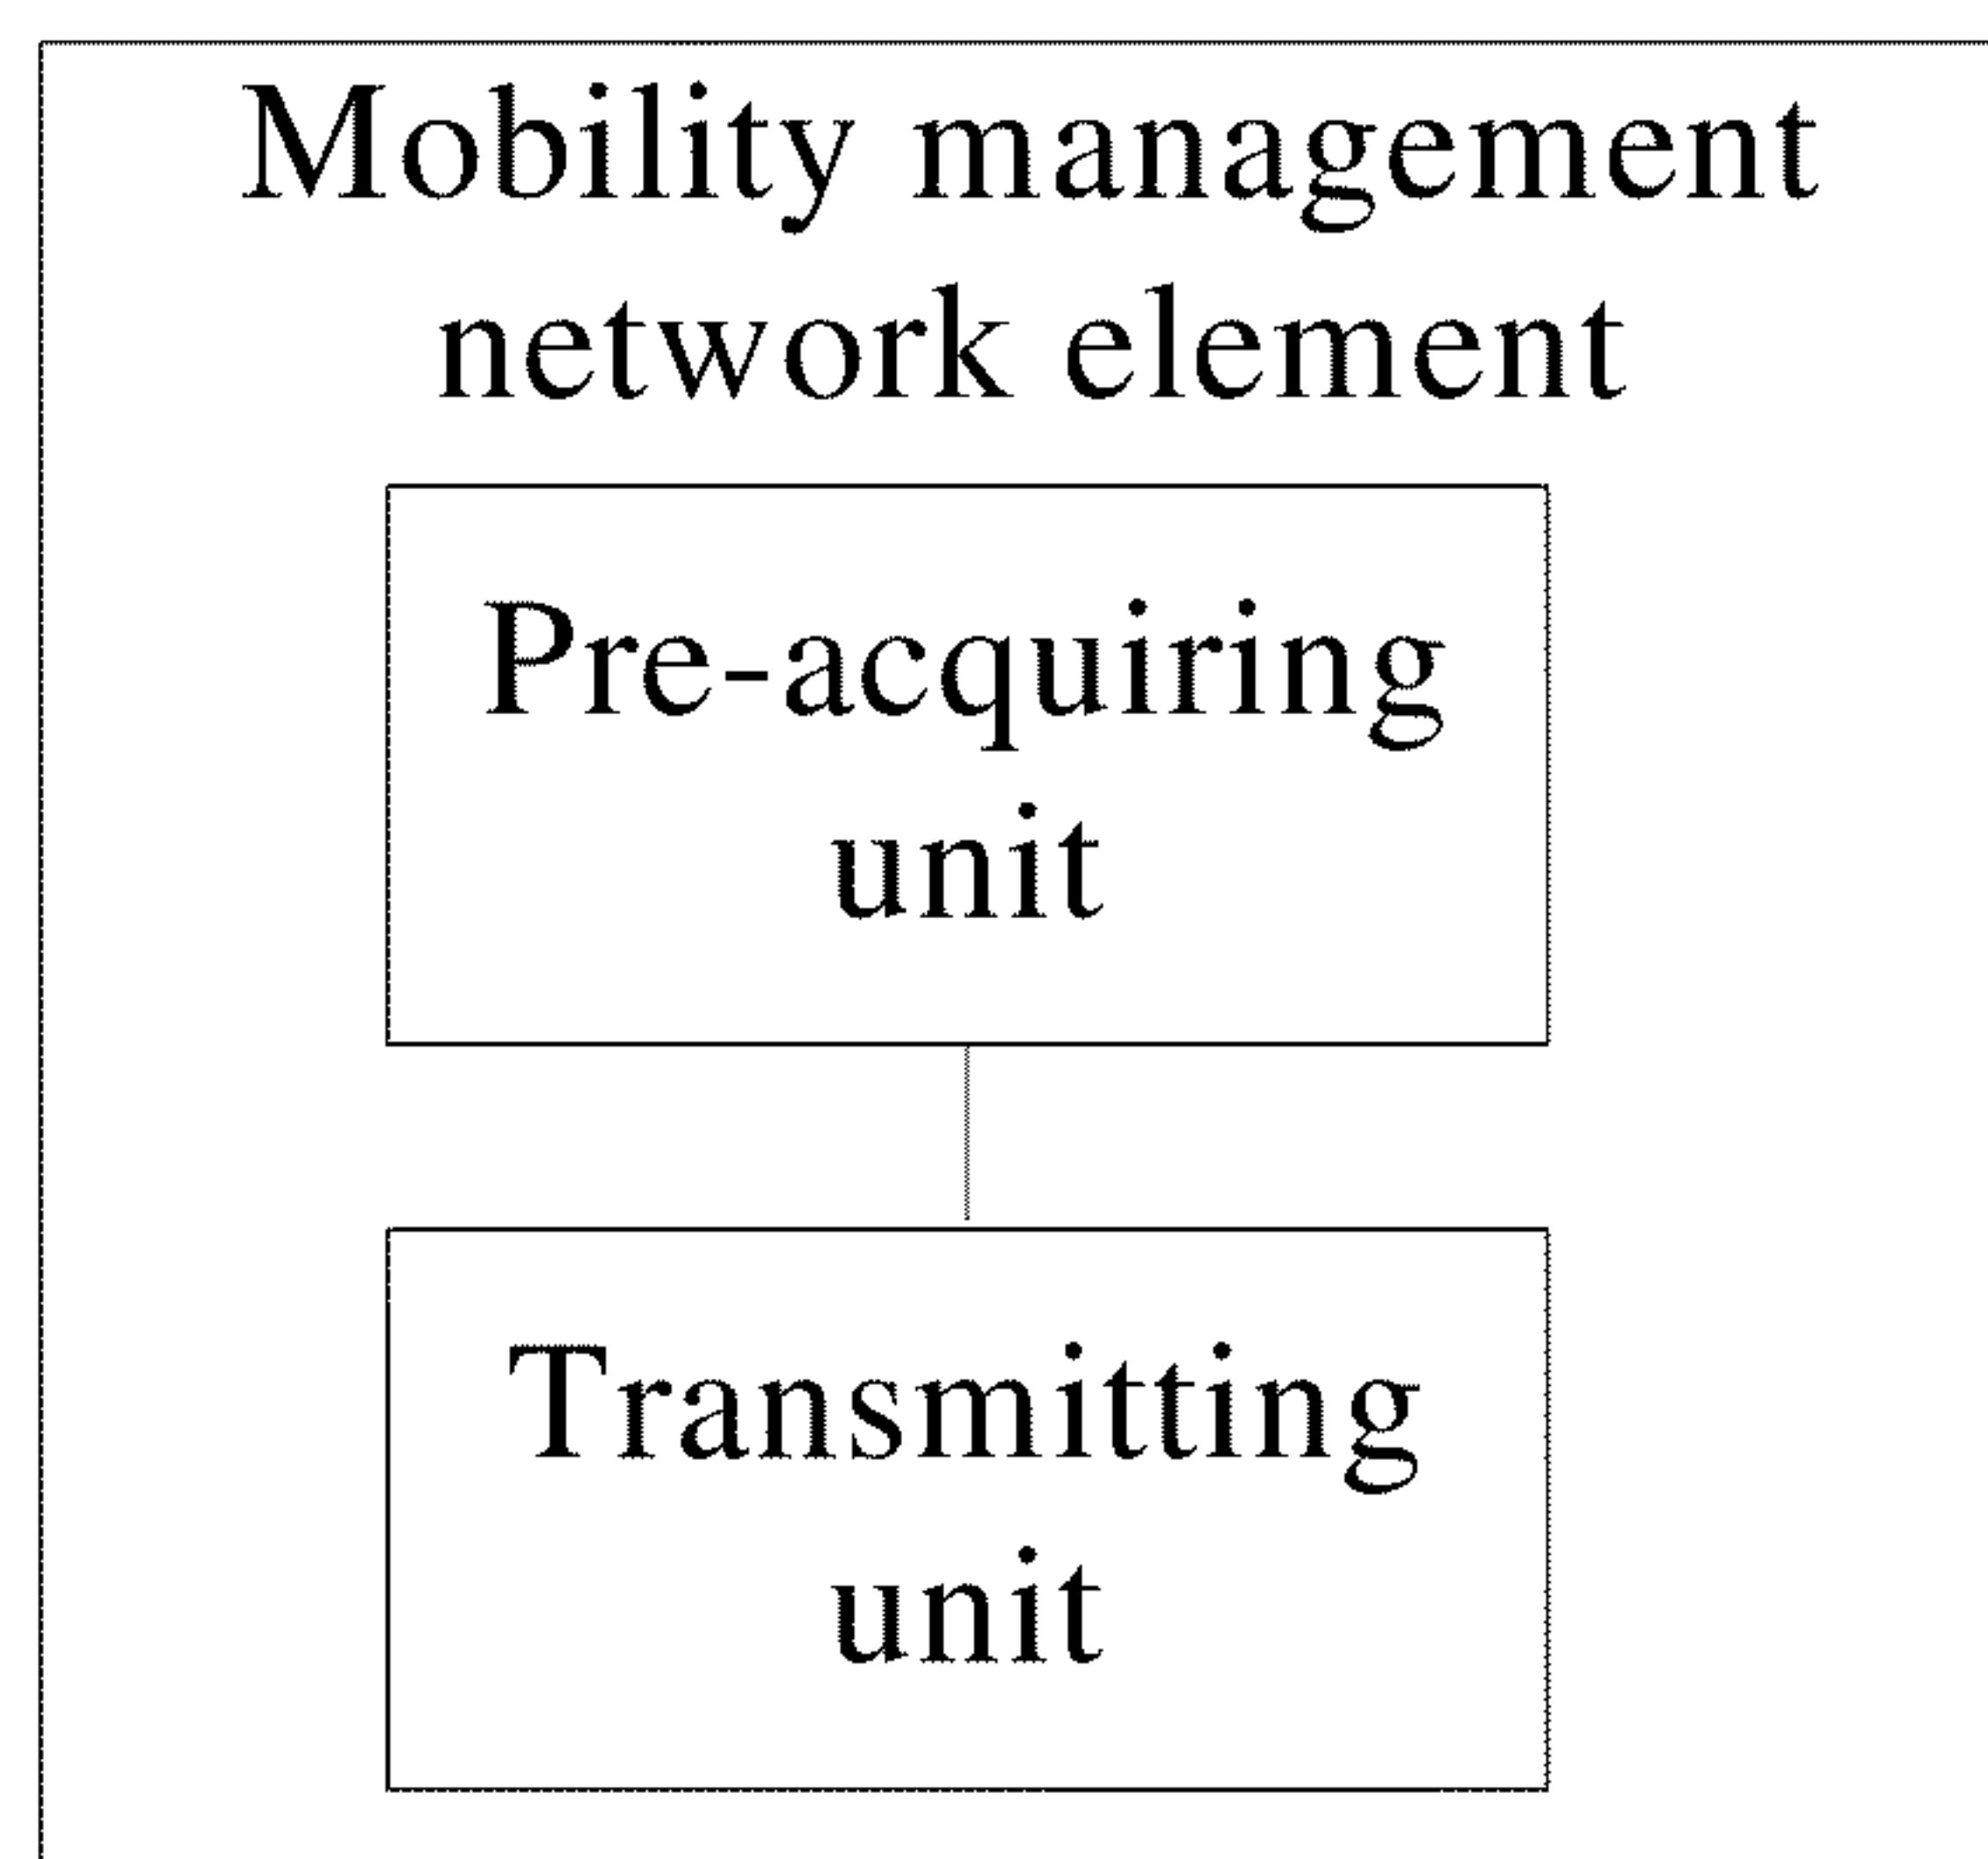 Mobility management
network element
Pre-acquiring
unit
Transmitting
unit